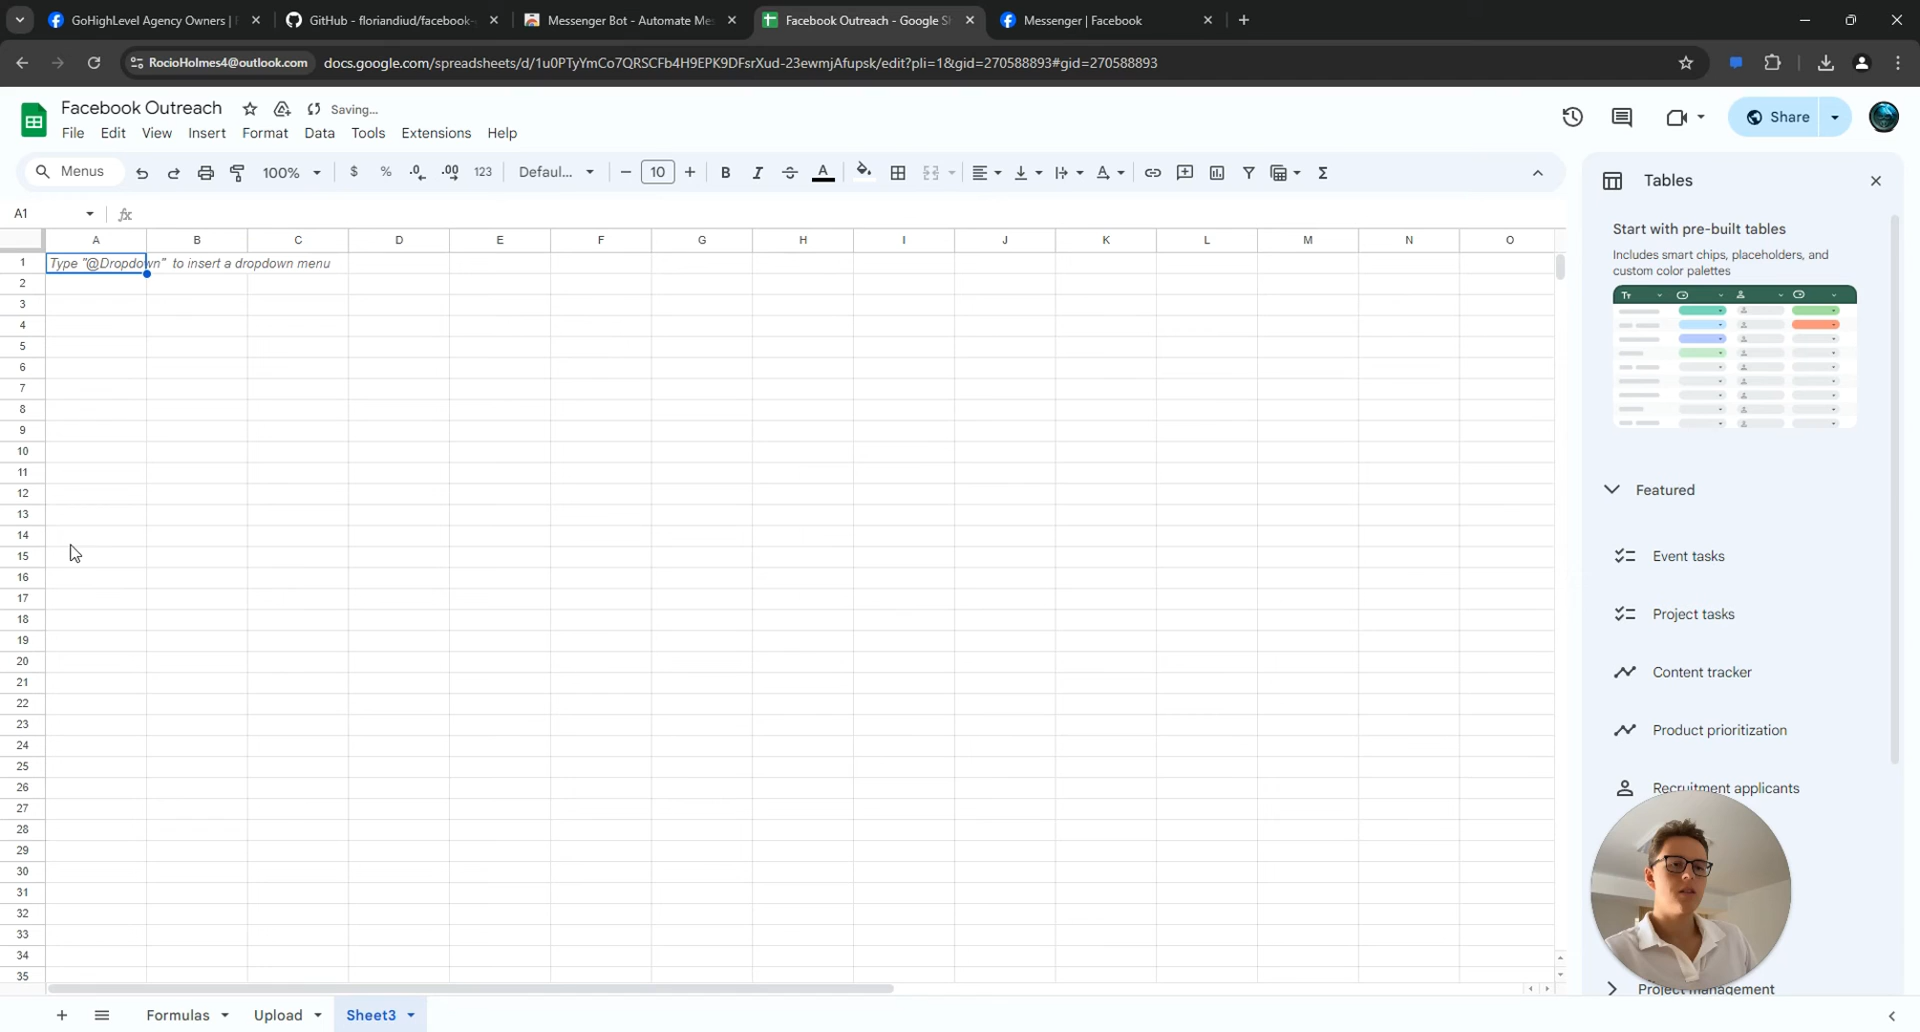 GoHighLevel Agency Owners |
GitHub - floriandiud/facebook-
Messenger Bot - Automate Me
Facebook Outreach - Google S
Messenger | Facebook
RocioHolmes4@outlook.com
docs.google.com/spreadsheets/d/1u0PTyYmCo7QRSCFb4H9EPK9DFsrXud-23ewmjAfupsk/edit?pli=1&gid=270588893#gid=270588893
Facebook Outreach
Saving...
Share
File Edit View Insert Format Data Tools Extensions Help
Menus
100%
$ % .0 .00 123
Defaul...
10
B I A
Tables
A1
fx
Start with pre-built tables
A B C D E F G H I J K L M N O
Includes smart chips, placeholders, and
custom color palettes
1 Type "@Dropdown" to insert a dropdown menu
2
3
4
5
6
7
8
9
10
11
12
13
14
15
16
17
18
19
20
21
22
23
24
25
26
27
28
29
30
31
32
33
34
35
Tт
Featured
Event tasks
Project tasks
Content tracker
Product prioritization
Recruitment applicants
Project management
Formulas
Upload
Sheet3